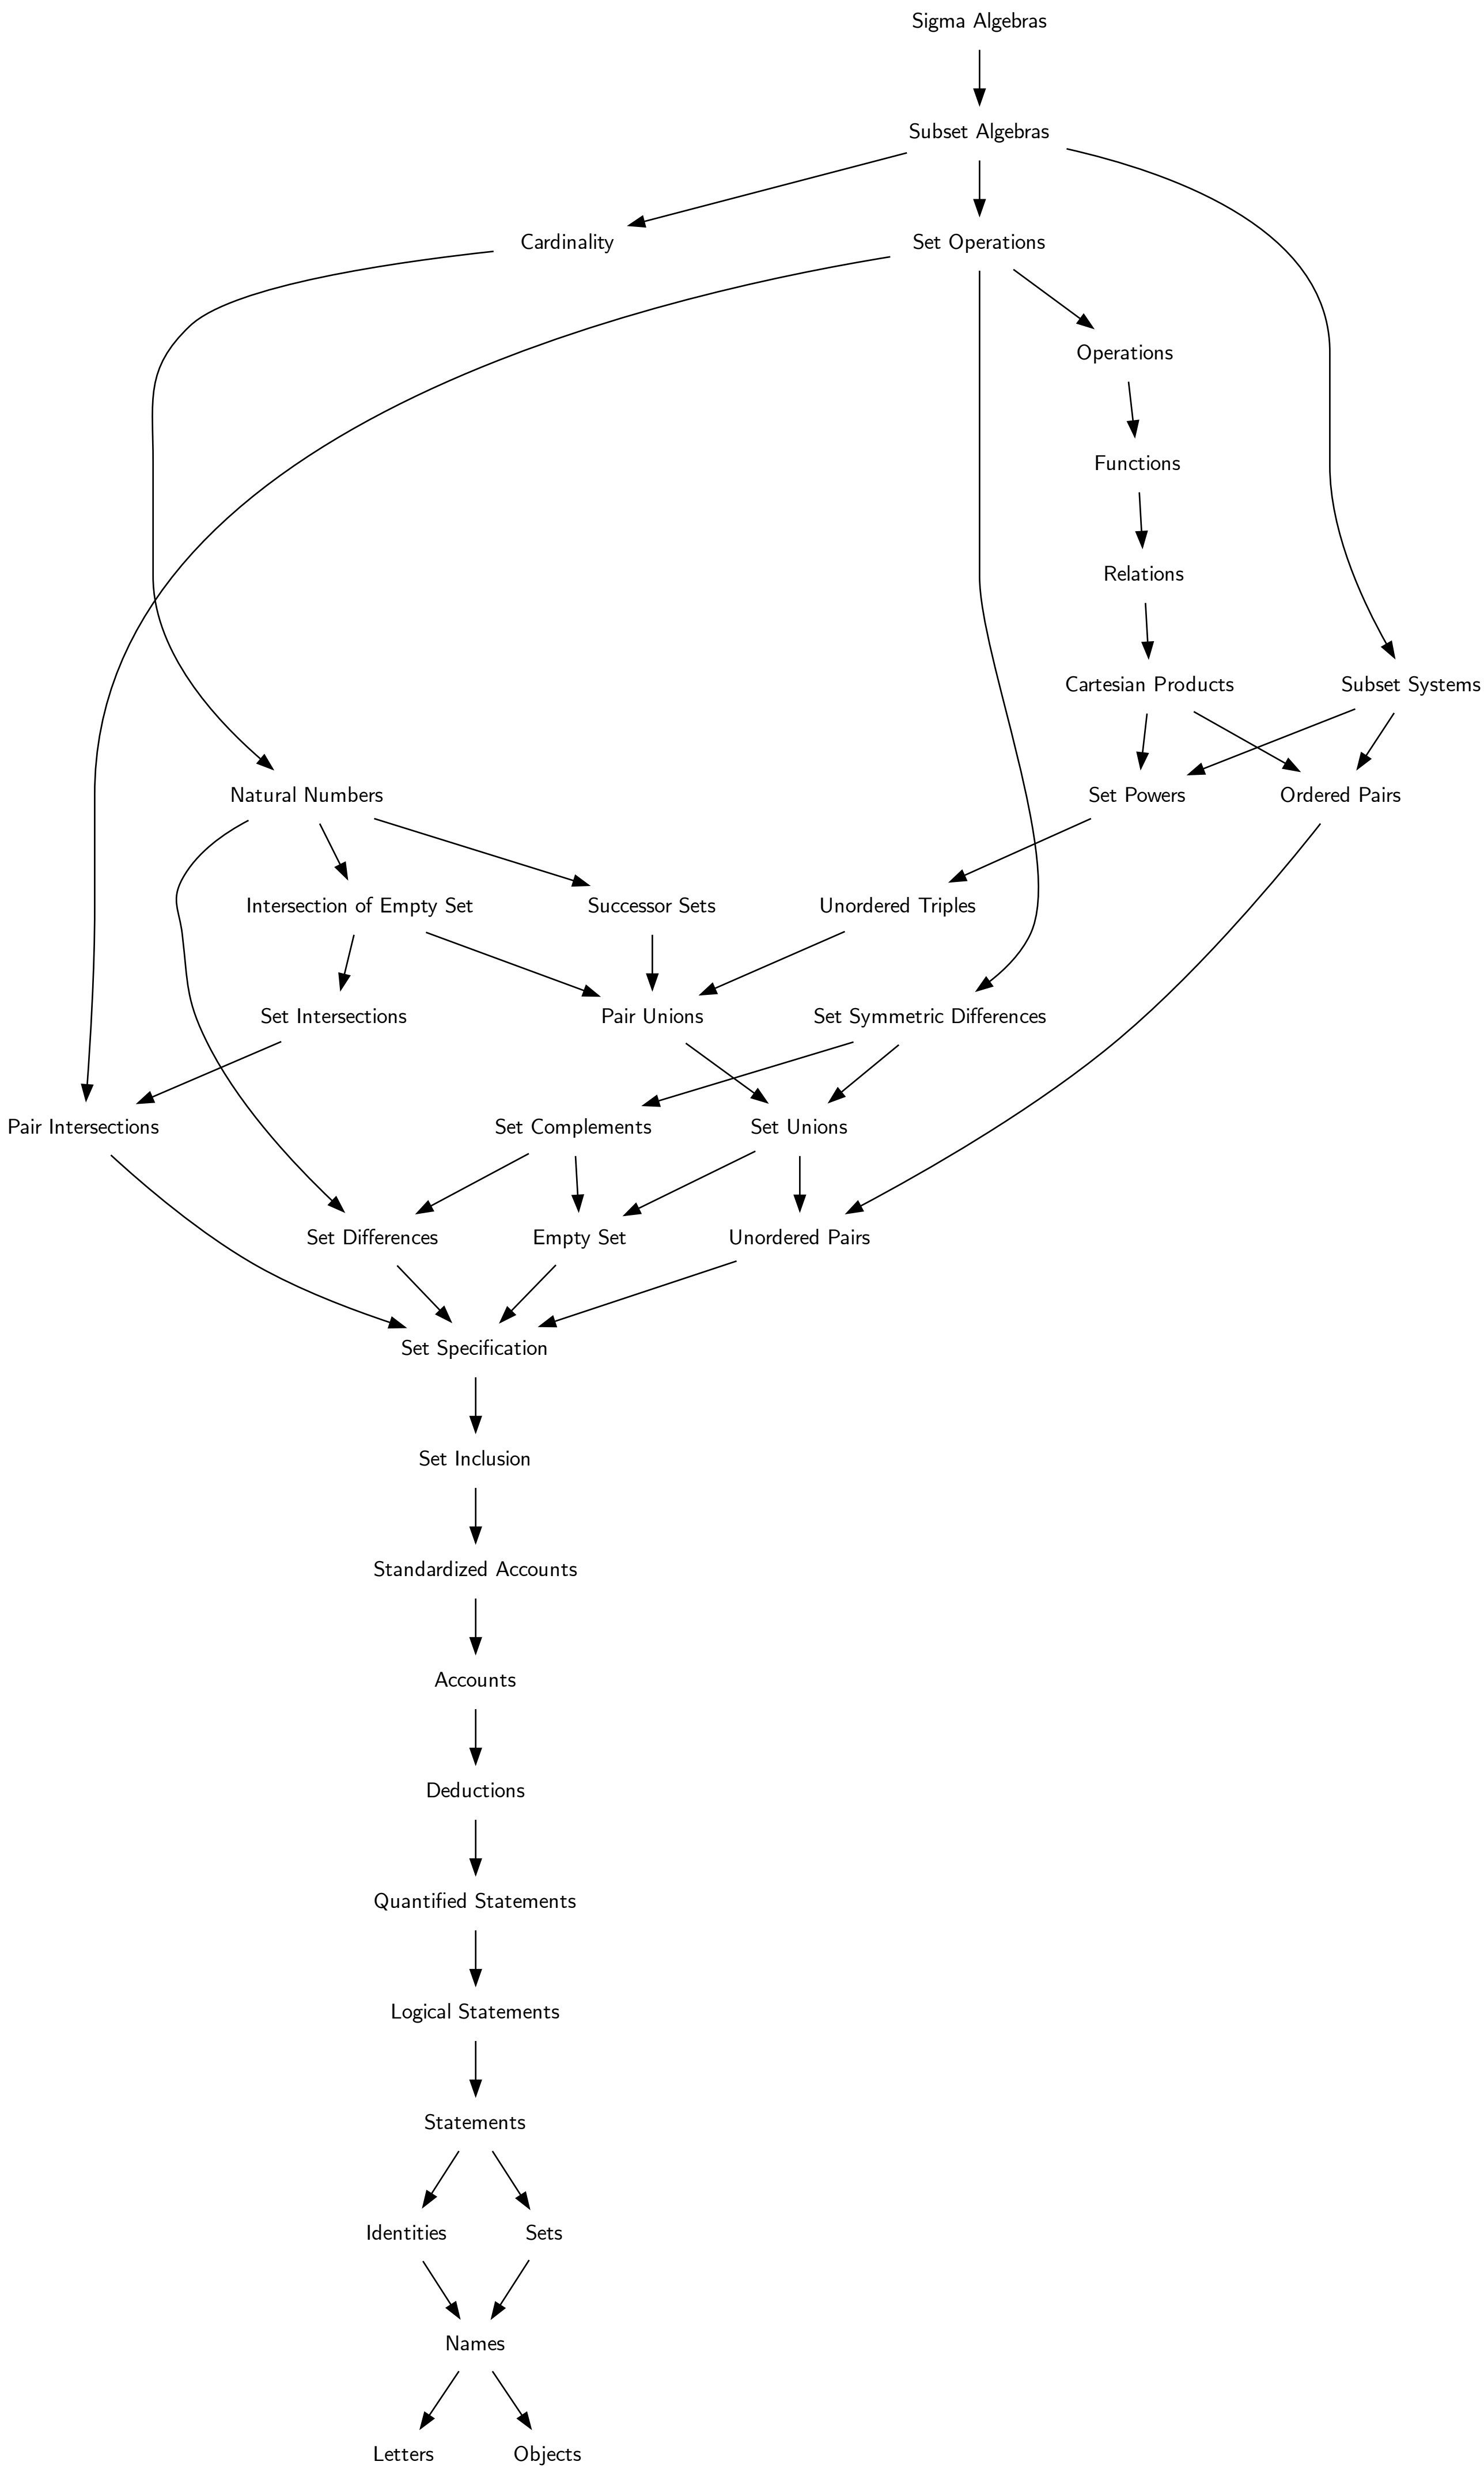 Sigma Algebras
Subset Algebras
Cardinality
Set Operations
Operations
Functions
Relations
Cartesian Products
Subset Systems
Natural Numbers
Set Powers
Ordered Pairs
Intersection of Empty Set
Successor Sets
Unordered Triples
Set Intersections
Pair Unions
Set Symmetric Differences
Pair Intersections
Set Complements
Set Unions
Set Differences
Empty Set
Unordered Pairs
Set Specification
Set Inclusion
Standardized Accounts
Accounts
Deductions
Quantified Statements
Logical Statements
Statements
Identities
Sets
Names
Letters
Objects